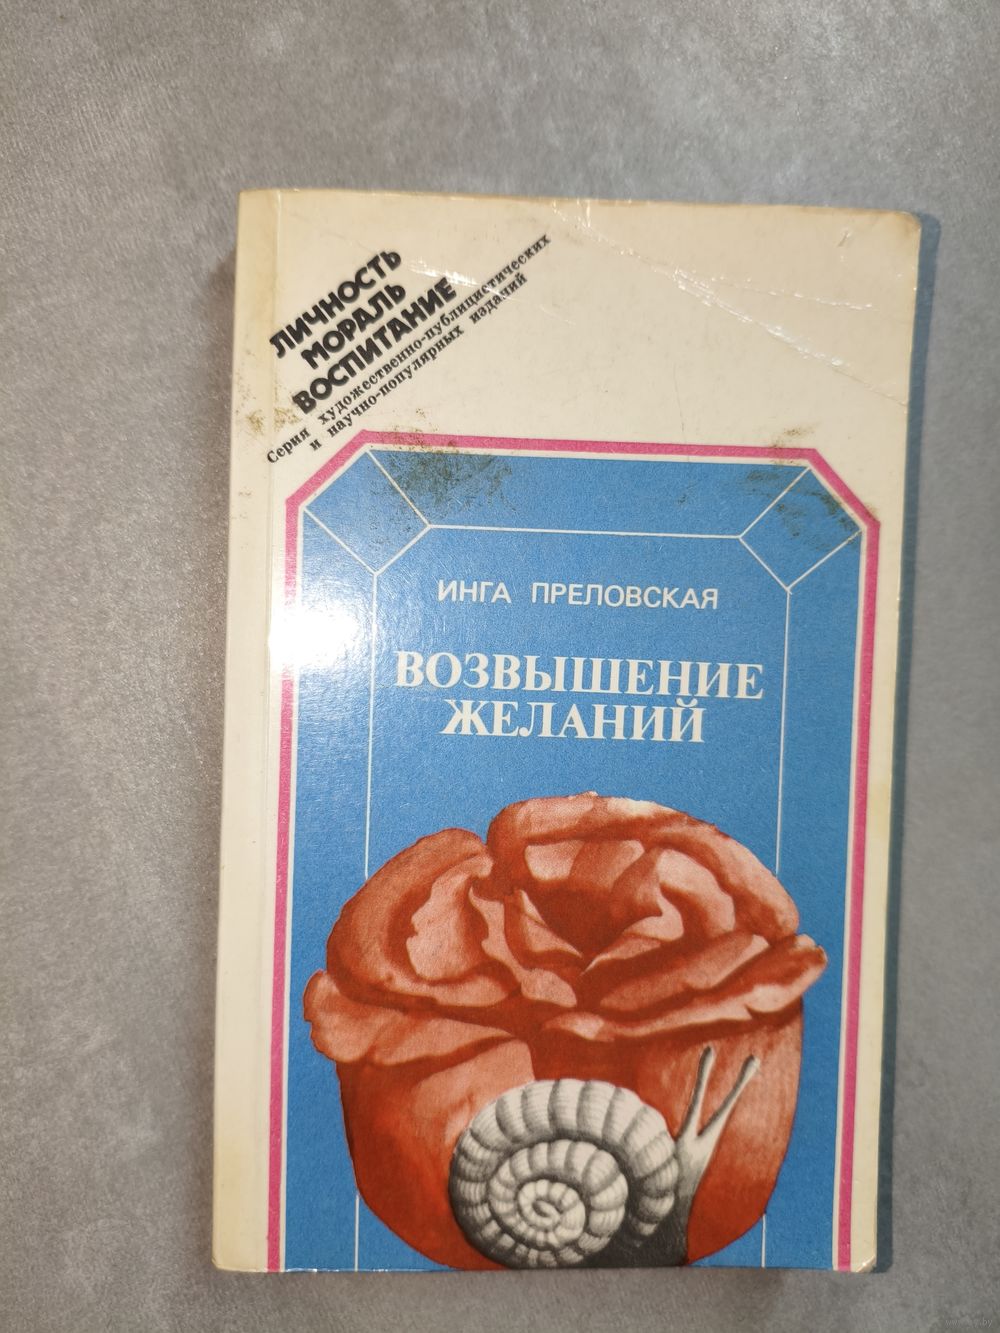 ЛИЧНОСТЬ
МОРАЛЬ
ВОСПИТАНИЕ
Серия художественно-публицистических
и научно-популярных изданий
ИНГА ПРЕЛОВСКАЯ
ВОЗВЫШЕНИЕ
ЖЕЛАНИЙ